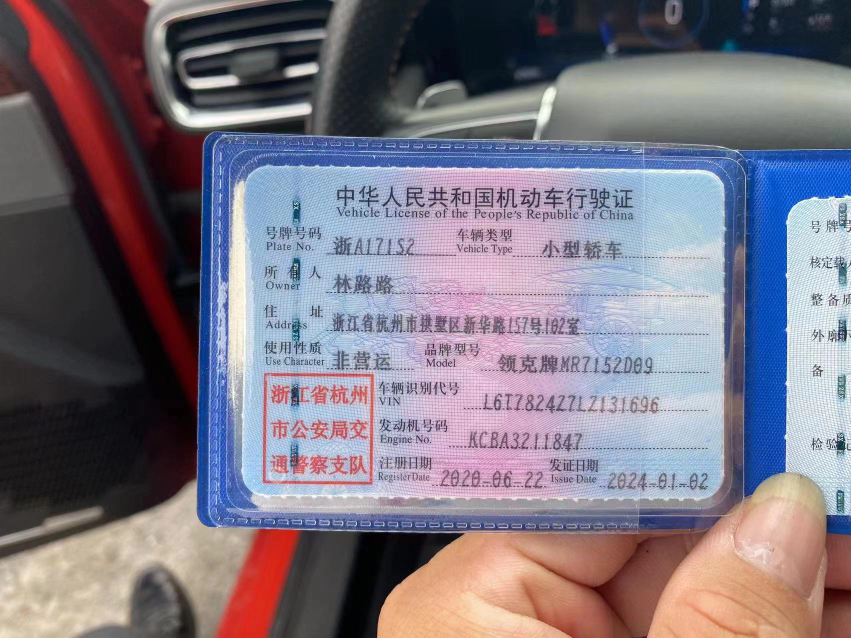 中华人民共和国机动车行驶证
Vehicle License of the People's Republic of China
号牌号码 浙A17152 车辆类型 小型轿车
Plate No. Vehicle Type
所有人 林路路
Owner
住址 浙江省杭州市拱墅区新华路157号102室
Address
使用性质 非营运 品牌型号 领克牌MR7152D09
Use Character Model
浙江省杭州
市公安局交
通警察支队
车辆识别代号 L6T7824Z7LZ131696
VIN
发动机号码 KCBA3211847
Engine No.
注册日期 2020-06-22 发证日期 2024-01-02
Register Date Issue Date
号牌号
核定载
整备质
外廓
备
检验记